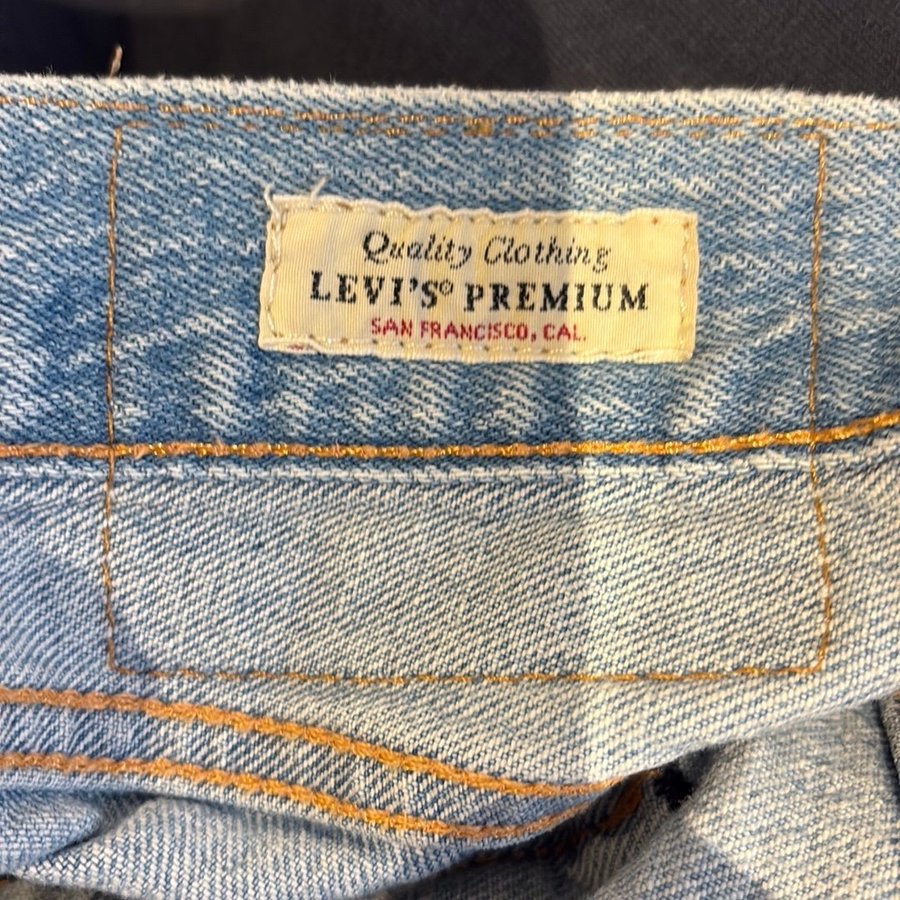 Quality Clothing
LEVI'S® PREMIUM
SAN FRANCISCO, CAL.